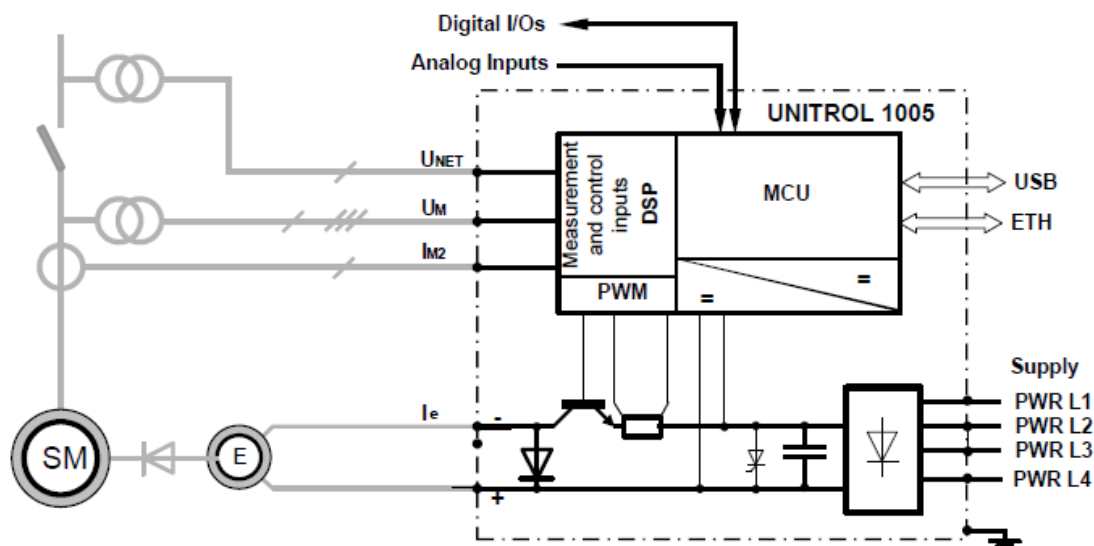 Digital I/Os
Analog Inputs
UNITROL 1005
UNET
UM
IM2
Measurement
and control
inputs
DSP
MCU
USB
ETH
PWM
=
=
Supply
Ie
-
+
PWR L1
PWR L2
PWR L3
PWR L4
SM
E